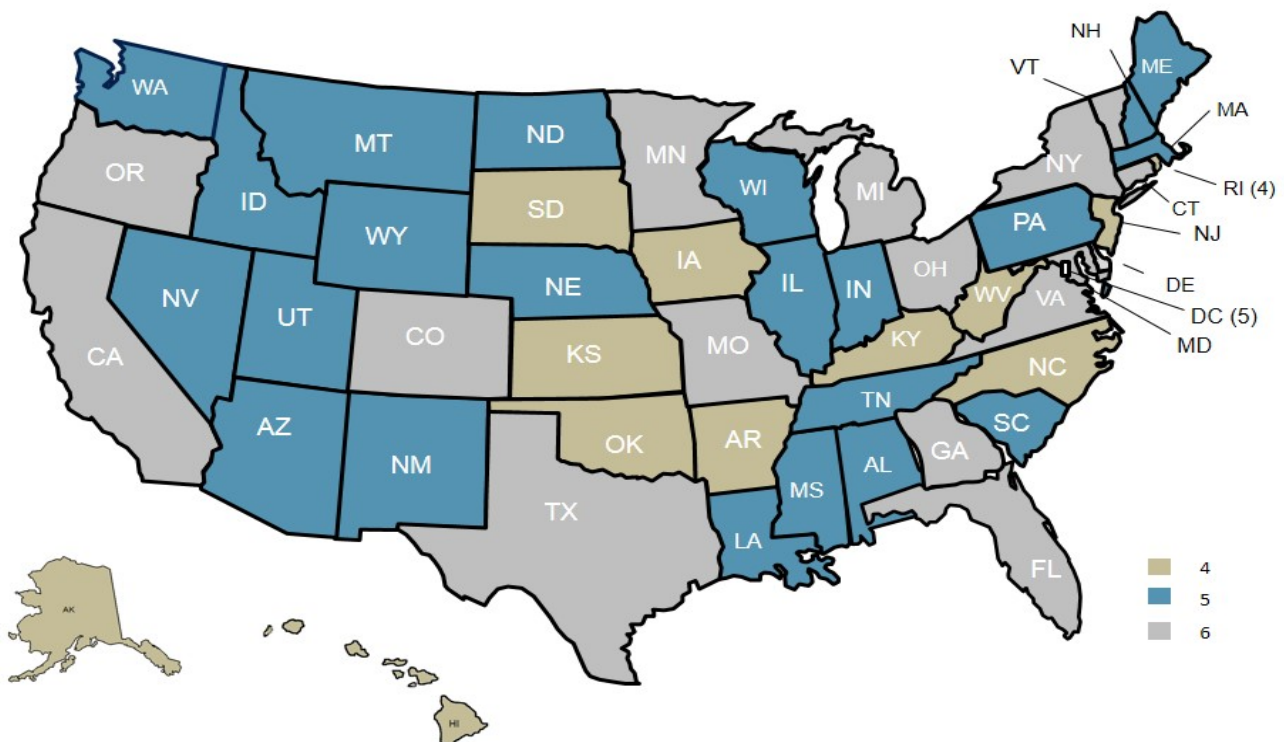 NH
VT
ME
WA
MA
MT
ND
MN
OR
NY
WI
MI
RI (4)
ID
SD
CT
PA
NJ
WY
IA
OH
DE
NE
IL
IN
WV
VA
DC (5)
NV
UT
CO
MD
CA
KS
MO
KY
NC
TN
AZ
OK
AR
SC
NM
GA
AL
MS
TX
LA
FL
4
5
6
AK
HI